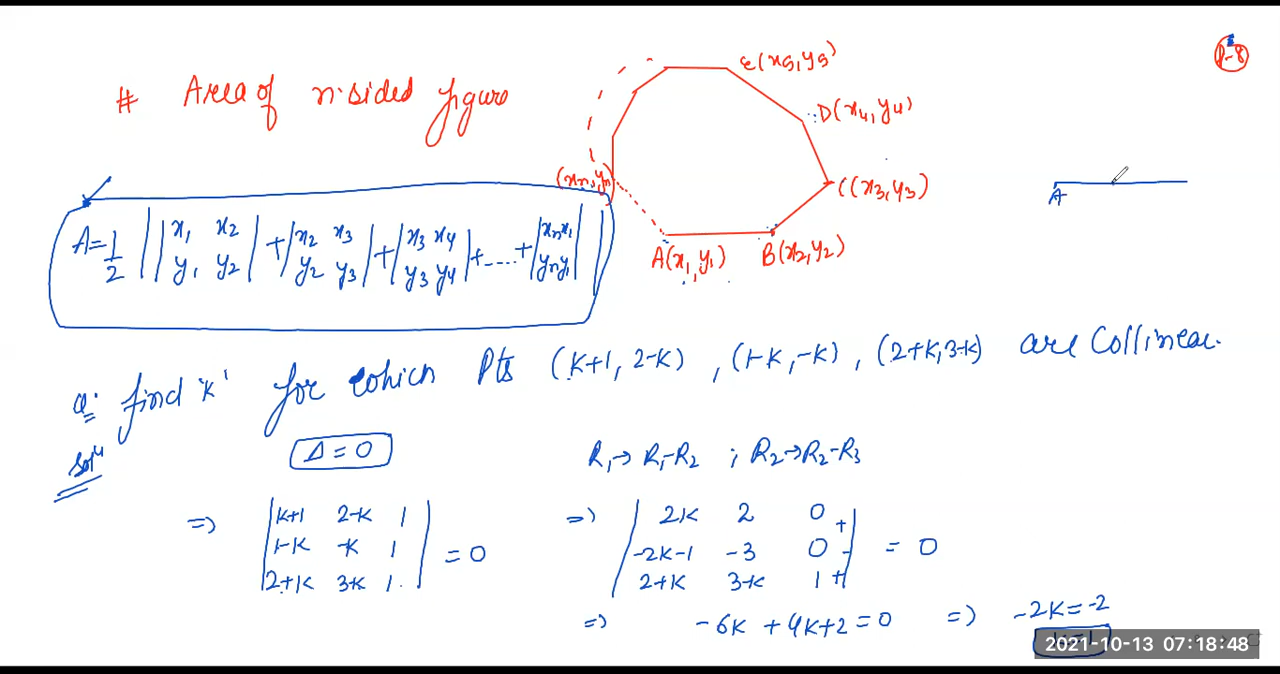 P-8
# Area of n-sided figure
E(x5, y5)
D(x4, y4)
C(x3, y3)
B(x2, y2)
A(x1, y1)
(xn, yn)
A
A = 1/2 | |x1 x2; y1 y2| + |x2 x3; y2 y3| + |x3 x4; y3 y4| + ..... + |xn x1; yn y1| |
Q: find 'K' for which Pts (K+1, 2-K), (1-K, -K), (2+K, 3-K) are Collinear.
Solⁿ
Δ = 0
R1 → R1-R2 ; R2 → R2-R3
=> |K+1 2-K 1; 1-K -K 1; 2+K 3-K 1| = 0
=> |2K 2 0; -2K-1 -3 0; 2+K 3-K 1| = 0
+
-
+
=> -6K + 4K + 2 = 0 => -2K = -2
2021-10-13 07:18:48